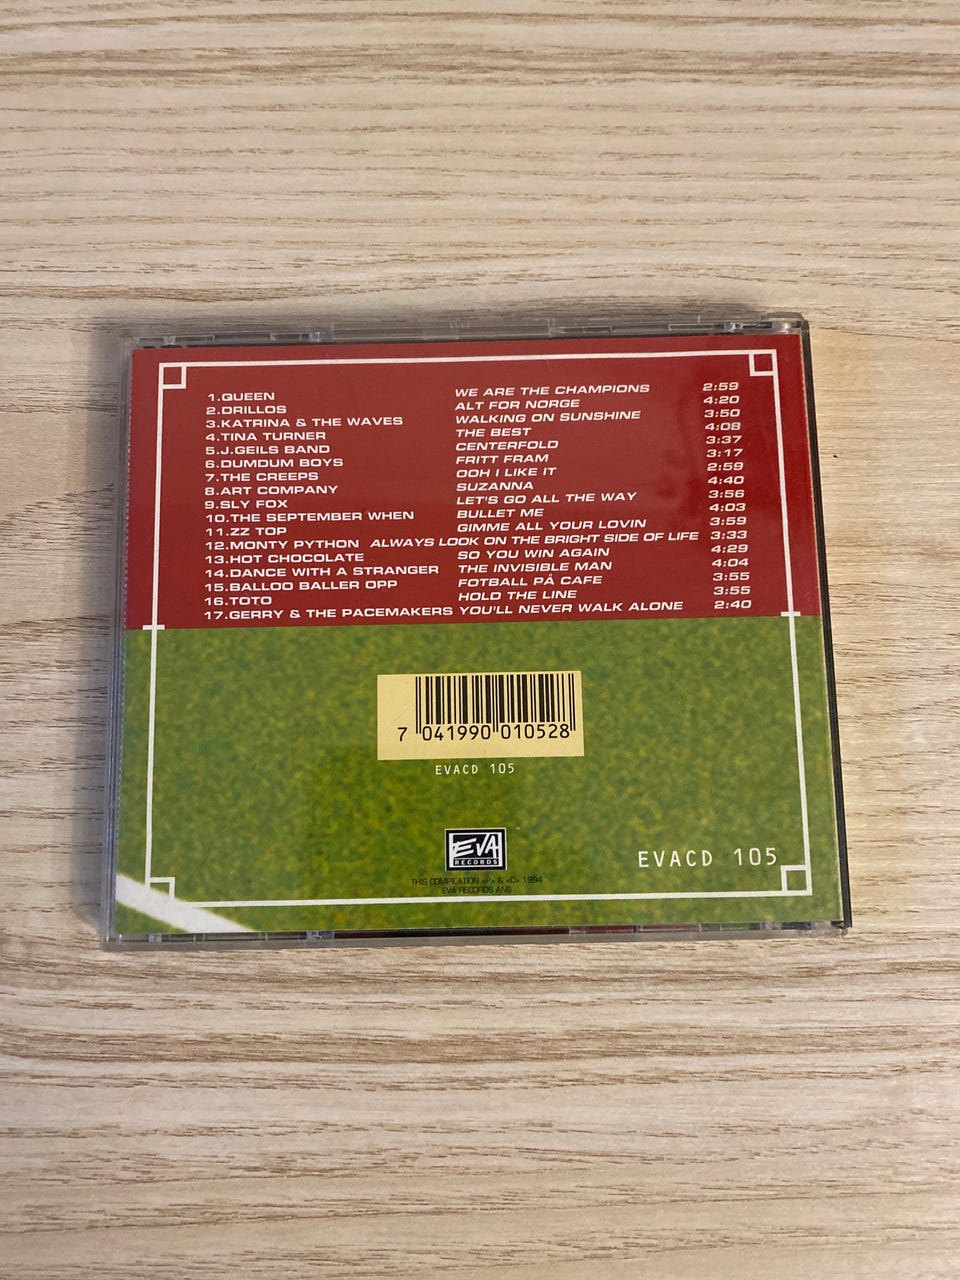 1.QUEEN WE ARE THE CHAMPIONS 2:59
2.DRILLOS ALT FOR NORGE 4:20
3.KATRINA & THE WAVES WALKING ON SUNSHINE 3:50
4.TINA TURNER THE BEST 4:08
5.J.GEILS BAND CENTERFOLD 3:37
6.DUMDUM BOYS FRITT FRAM 3:17
7.THE CREEPS OOH I LIKE IT 2:59
8.ART COMPANY SUZANNA 4:40
9.SLY FOX LET'S GO ALL THE WAY 3:56
10.THE SEPTEMBER WHEN BULLET ME 4:03
11.ZZ TOP GIMME ALL YOUR LOVIN 3:59
12.MONTY PYTHON ALWAYS LOOK ON THE BRIGHT SIDE OF LIFE 3:33
13.HOT CHOCOLATE SO YOU WIN AGAIN 4:29
14.DANCE WITH A STRANGER THE INVISIBLE MAN 4:04
15.BALLOO BALLER OPP FOTBALL PÅ CAFE 3:55
16.TOTO HOLD THE LINE 3:55
17.GERRY & THE PACEMAKERS YOU'LL NEVER WALK ALONE 2:40
7 041990 010528
EVACD 105
EVA
RECORDS
EVACD 105
THIS COMPILATION <P> & <C> 1994
EVA RECORDS ANS